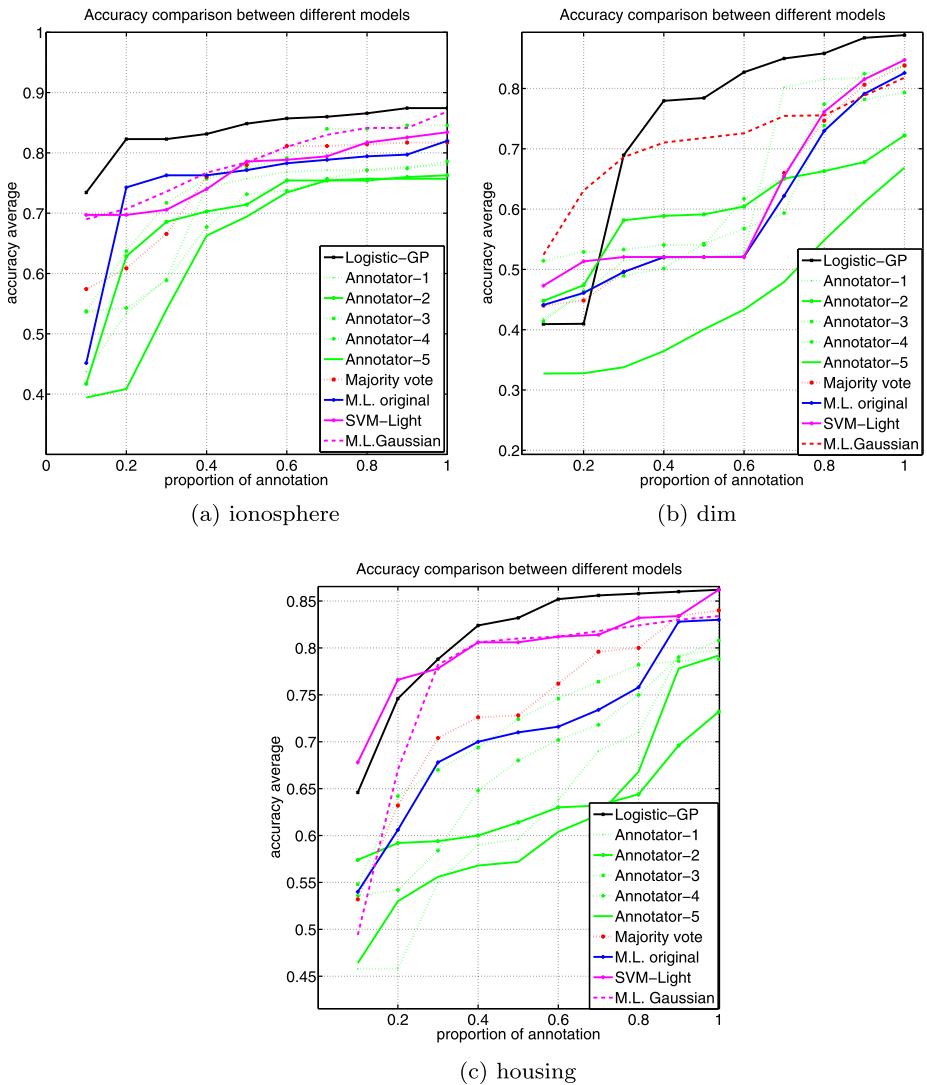 Accuracy comparison between different models
1
0.9
0.8
0.7
0.6
0.5
0.4
accuracy average
0
0.2
0.4
0.6
0.8
1
proportion of annotation
Logistic−GP
Annotator−1
Annotator−2
Annotator−3
Annotator−4
Annotator−5
Majority vote
M.L. original
SVM−Light
M.L.Gaussian
(a) ionosphere
Accuracy comparison between different models
0.8
0.7
0.6
0.5
0.4
0.3
0.2
accuracy average
0.2
0.4
0.6
0.8
1
proportion of annotation
Logistic−GP
Annotator−1
Annotator−2
Annotator−3
Annotator−4
Annotator−5
Majority vote
M.L. original
SVM−Light
M.L.Gaussian
(b) dim
Accuracy comparison between different models
0.85
0.8
0.75
0.7
0.65
0.6
0.55
0.5
0.45
accuracy average
0.2
0.4
0.6
0.8
1
proportion of annotation
Logistic−GP
Annotator−1
Annotator−2
Annotator−3
Annotator−4
Annotator−5
Majority vote
M.L. original
SVM−Light
M.L. Gaussian
(c) housing